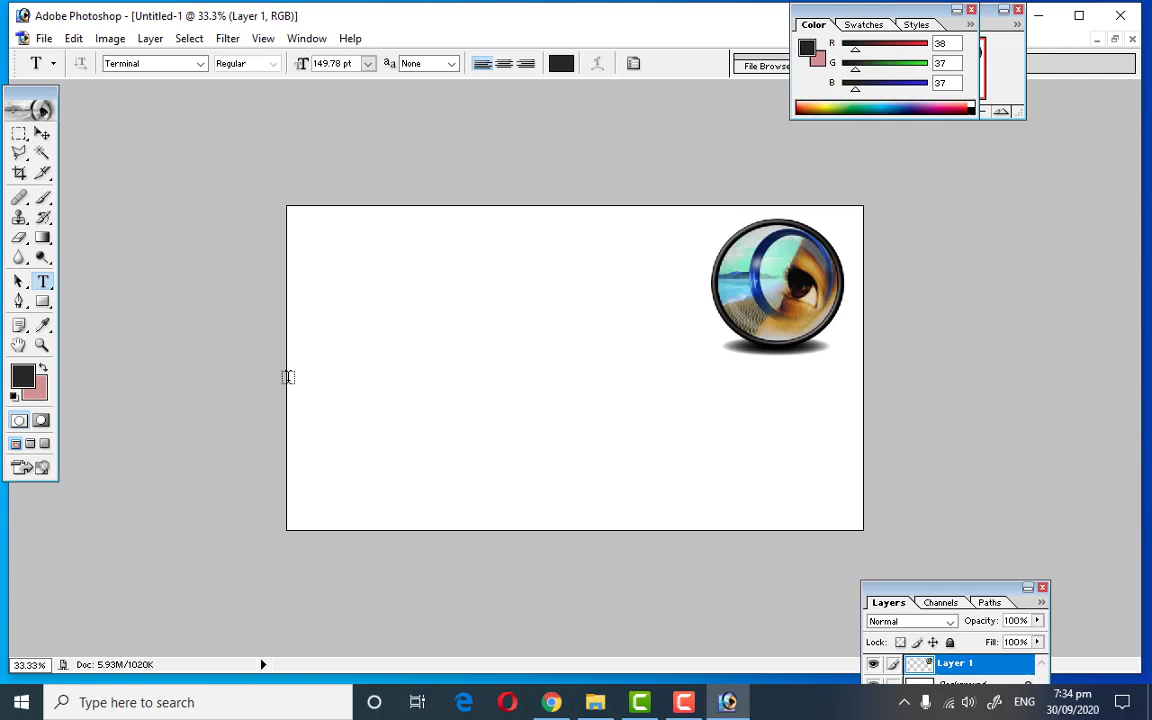 Adobe Photoshop - [Untitled-1 @ 33.3% (Layer 1, RGB)]
File Edit Image Layer Select Filter View Window Help
T Terminal Regular T 149.78 pt aa None File Browse
Color Swatches Styles
R 38
G 37
B 37
T
33.33% Doc: 5.93M/1020K
Layers Channels Paths
Normal Opacity: 100%
Lock: Fill: 100%
Layer 1
Type here to search
ENG
7:34 pm
30/09/2020